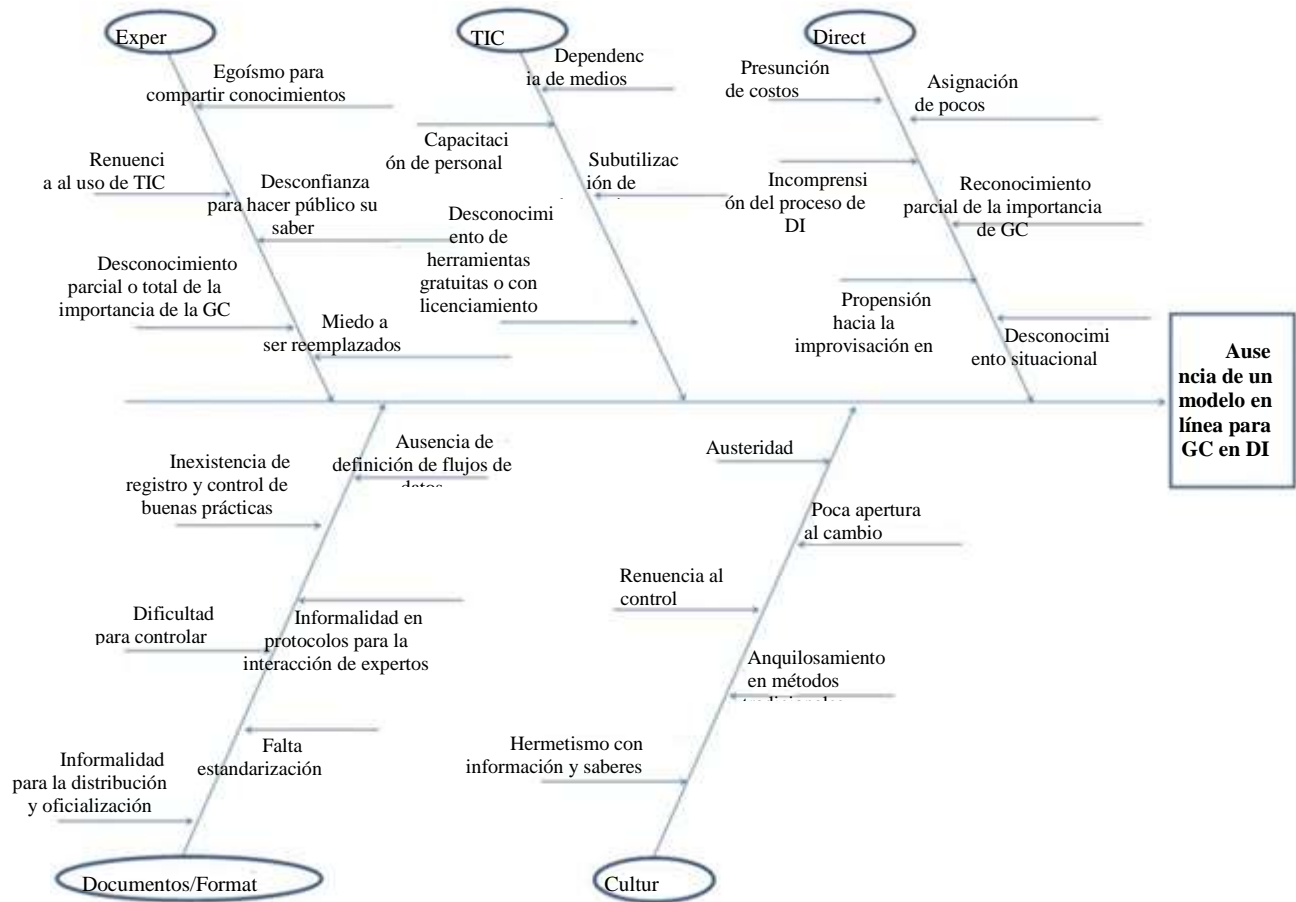 Exper
TIC
Direct
Egoísmo para
compartir conocimientos
Renuenci
a al uso de TIC
Desconfianza
para hacer público su
saber
Desconocimiento
parcial o total de la
importancia de la GC
Miedo a
ser reemplazados
Dependenc
ia de medios
Capacitaci
ón de personal
Subutilizac
ión de
Desconocimi
ento de
herramientas
gratuitas o con
licenciamiento
Presunción
de costos
Asignación
de pocos
Incomprensi
ón del proceso de
DI
Reconocimiento
parcial de la importancia
de GC
Propensión
hacia la
improvisación en
Desconocimi
ento situacional
Ause
ncia de un
modelo en
línea para
GC en DI
Ausencia de
definición de flujos de
datos
Inexistencia de
registro y control de
buenas prácticas
Informalidad en
protocolos para la
interacción de expertos
Dificultad
para controlar
Falta
estandarización
Informalidad
para la distribución
y oficialización
Documentos/Format
Austeridad
Poca apertura
al cambio
Renuencia al
control
Anquilosamiento
en métodos
tradicionales
Hermetismo con
información y saberes
Cultur